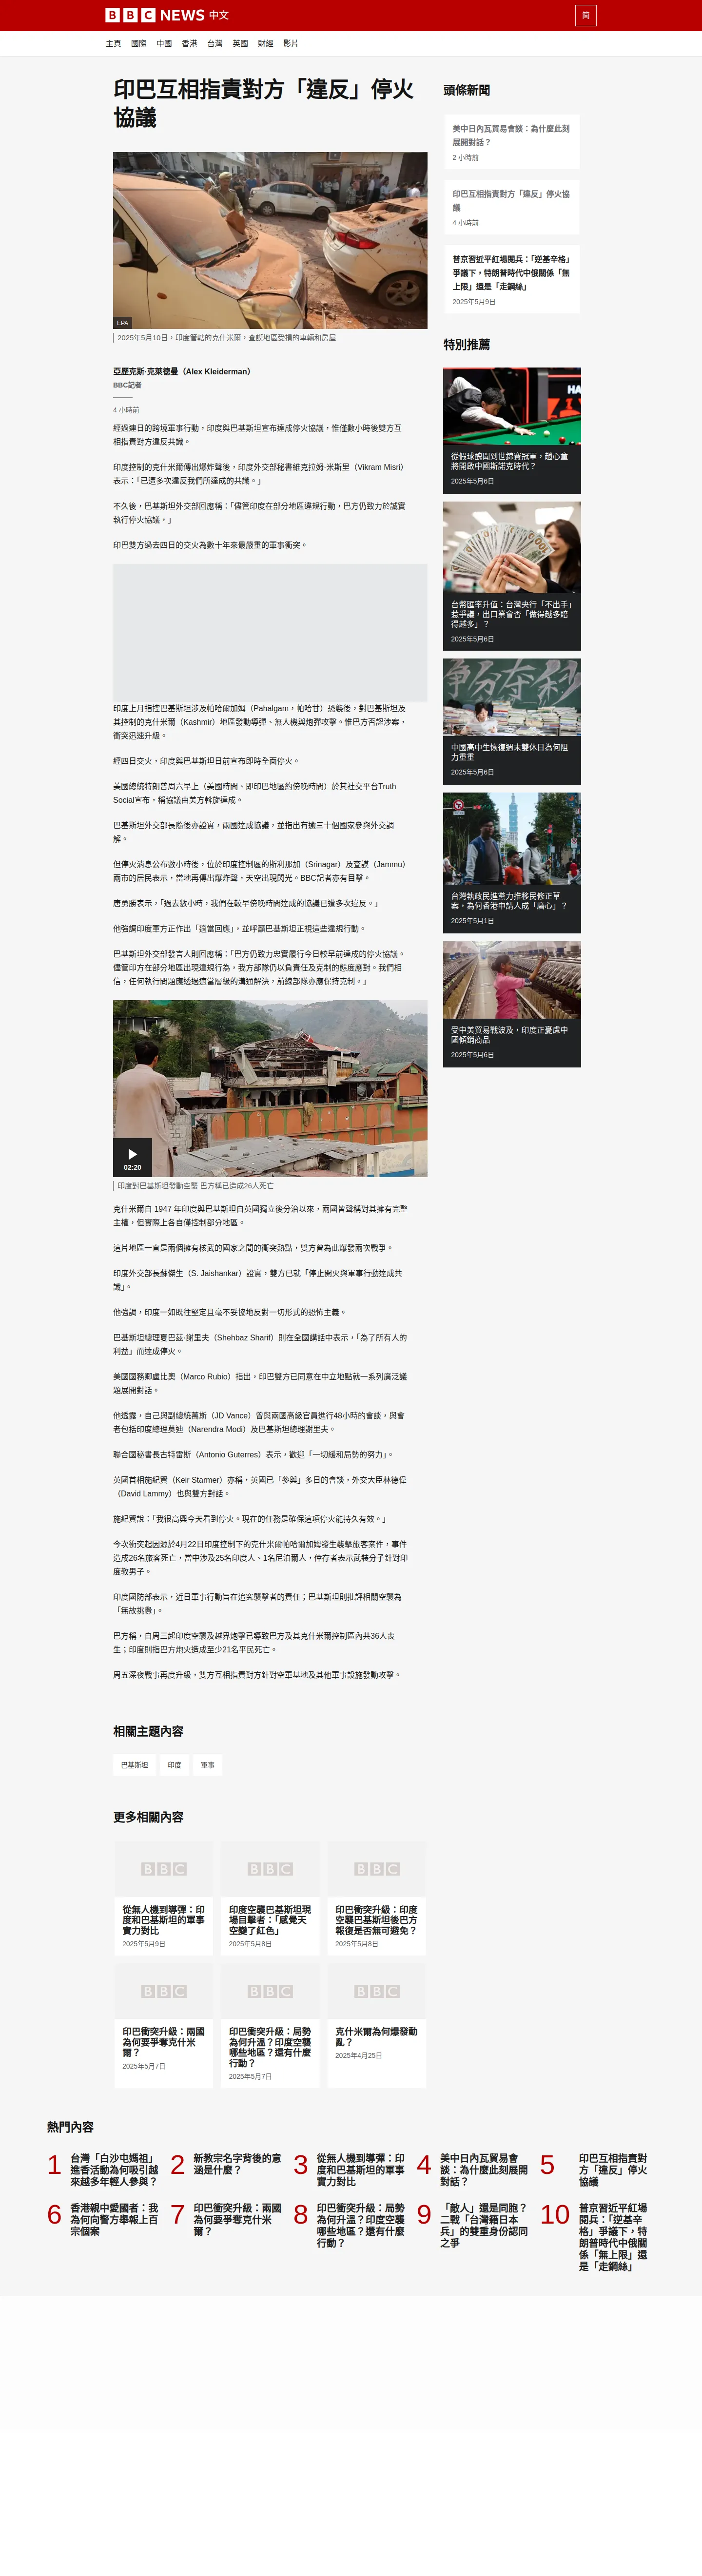 BBC NEWS 中文
简
主頁 國際 中國 香港 台灣 英國 財經 影片
印巴互相指責對方「違反」停火
協議
EPA
2025年5月10日，印度管轄的克什米爾，查謨地區受損的車輛和房屋
亞歷克斯·克萊德曼（Alex Kleiderman）
BBC記者
4 小時前
經過連日的跨境軍事行動，印度與巴基斯坦宣布達成停火協議，惟僅數小時後雙方互
相指責對方違反共識。
印度控制的克什米爾傳出爆炸聲後，印度外交部秘書維克拉姆·米斯里（Vikram Misri）
表示：「已遭多次違反我們所達成的共識。」
不久後，巴基斯坦外交部回應稱：「儘管印度在部分地區違規行動，巴方仍致力於誠實
執行停火協議，」
印巴雙方過去四日的交火為數十年來最嚴重的軍事衝突。
印度上月指控巴基斯坦涉及帕哈爾加姆（Pahalgam，帕哈甘）恐襲後，對巴基斯坦及
其控制的克什米爾（Kashmir）地區發動導彈、無人機與炮彈攻擊。惟巴方否認涉案，
衝突迅速升級。
經四日交火，印度與巴基斯坦日前宣布即時全面停火。
美國總統特朗普周六早上（美國時間、即印巴地區約傍晚時間）於其社交平台Truth
Social宣布，稱協議由美方斡旋達成。
巴基斯坦外交部長隨後亦證實，兩國達成協議，並指出有逾三十個國家參與外交調
解。
但停火消息公布數小時後，位於印度控制區的斯利那加（Srinagar）及查謨（Jammu）
兩市的居民表示，當地再傳出爆炸聲，天空出現閃光。BBC記者亦有目擊。
唐勇勝表示，「過去數小時，我們在較早傍晚時間達成的協議已遭多次違反。」
他強調印度軍方正作出「適當回應」，並呼籲巴基斯坦正視這些違規行動。
巴基斯坦外交部發言人則回應稱：「巴方仍致力忠實履行今日較早前達成的停火協議。
儘管印方在部分地區出現違規行為，我方部隊仍以負責任及克制的態度應對。我們相
信，任何執行問題應透過適當層級的溝通解決，前線部隊亦應保持克制。」
02:20
印度對巴基斯坦發動空襲 巴方稱已造成26人死亡
克什米爾自 1947 年印度與巴基斯坦自英國獨立後分治以來，兩國皆聲稱對其擁有完整
主權，但實際上各自僅控制部分地區。
這片地區一直是兩個擁有核武的國家之間的衝突熱點，雙方曾為此爆發兩次戰爭。
印度外交部長蘇傑生（S. Jaishankar）證實，雙方已就「停止開火與軍事行動達成共
識」。
他強調，印度一如既往堅定且毫不妥協地反對一切形式的恐怖主義。
巴基斯坦總理夏巴茲·謝里夫（Shehbaz Sharif）則在全國講話中表示，「為了所有人的
利益」而達成停火。
美國國務卿盧比奧（Marco Rubio）指出，印巴雙方已同意在中立地點就一系列廣泛議
題展開對話。
他透露，自己與副總統萬斯（JD Vance）曾與兩國高級官員進行48小時的會談，與會
者包括印度總理莫迪（Narendra Modi）及巴基斯坦總理謝里夫。
聯合國秘書長古特雷斯（Antonio Guterres）表示，歡迎「一切緩和局勢的努力」。
英國首相施紀賢（Keir Starmer）亦稱，英國已「參與」多日的會談，外交大臣林德偉
（David Lammy）也與雙方對話。
施紀賢說：「我很高興今天看到停火。現在的任務是確保這項停火能持久有效。」
今次衝突起因源於4月22日印度控制下的克什米爾帕哈爾加姆發生襲擊旅客案件，事件
造成26名旅客死亡，當中涉及25名印度人、1名尼泊爾人，倖存者表示武裝分子針對印
度教男子。
印度國防部表示，近日軍事行動旨在追究襲擊者的責任；巴基斯坦則批評相關空襲為
「無故挑釁」。
巴方稱，自周三起印度空襲及越界炮擊已導致巴方及其克什米爾控制區內共36人喪
生；印度則指巴方炮火造成至少21名平民死亡。
周五深夜戰事再度升級，雙方互相指責對方針對空軍基地及其他軍事設施發動攻擊。
相關主題內容
巴基斯坦 印度 軍事
更多相關內容
從無人機到導彈：印
度和巴基斯坦的軍事
實力對比
2025年5月9日
印度空襲巴基斯坦現
場目擊者：「感覺天
空變了紅色」
2025年5月8日
印巴衝突升級：印度
空襲巴基斯坦後巴方
報復是否無可避免？
2025年5月8日
印巴衝突升級：兩國
為何要爭奪克什米
爾？
2025年5月7日
印巴衝突升級：局勢
為何升溫？印度空襲
哪些地區？還有什麼
行動？
2025年5月7日
克什米爾為何爆發動
亂？
2025年4月25日
頭條新聞
美中日內瓦貿易會談：為什麼此刻
展開對話？
2 小時前
印巴互相指責對方「違反」停火協
議
4 小時前
普京習近平紅場閱兵：「逆基辛格」
爭議下，特朗普時代中俄關係「無
上限」還是「走鋼絲」
2025年5月9日
特別推薦
從假球醜聞到世錦賽冠軍，趙心童
將開啟中國斯諾克時代？
2025年5月6日
台幣匯率升值：台灣央行「不出手」
惹爭議，出口業會否「做得越多賠
得越多」？
2025年5月6日
中國高中生恢復週末雙休日為何阻
力重重
2025年5月6日
台灣執政民進黨力推移民修正草
案，為何香港申請人成「磨心」？
2025年5月1日
受中美貿易戰波及，印度正憂慮中
國傾銷商品
2025年5月6日
熱門內容
1
台灣「白沙屯媽祖」
進香活動為何吸引越
來越多年輕人參與？
2
新教宗名字背後的意
涵是什麼？
3
從無人機到導彈：印
度和巴基斯坦的軍事
實力對比
4
美中日內瓦貿易會
談：為什麼此刻展開
對話？
5
印巴互相指責對
方「違反」停火
協議
6
香港親中愛國者：我
為何向警方舉報上百
宗個案
7
印巴衝突升級：兩國
為何要爭奪克什米
爾？
8
印巴衝突升級：局勢
為何升溫？印度空襲
哪些地區？還有什麼
行動？
9
「敵人」還是同胞？
二戰「台灣籍日本
兵」的雙重身份認同
之爭
10
普京習近平紅場
閱兵：「逆基辛
格」爭議下，特
朗普時代中俄關
係「無上限」還
是「走鋼絲」